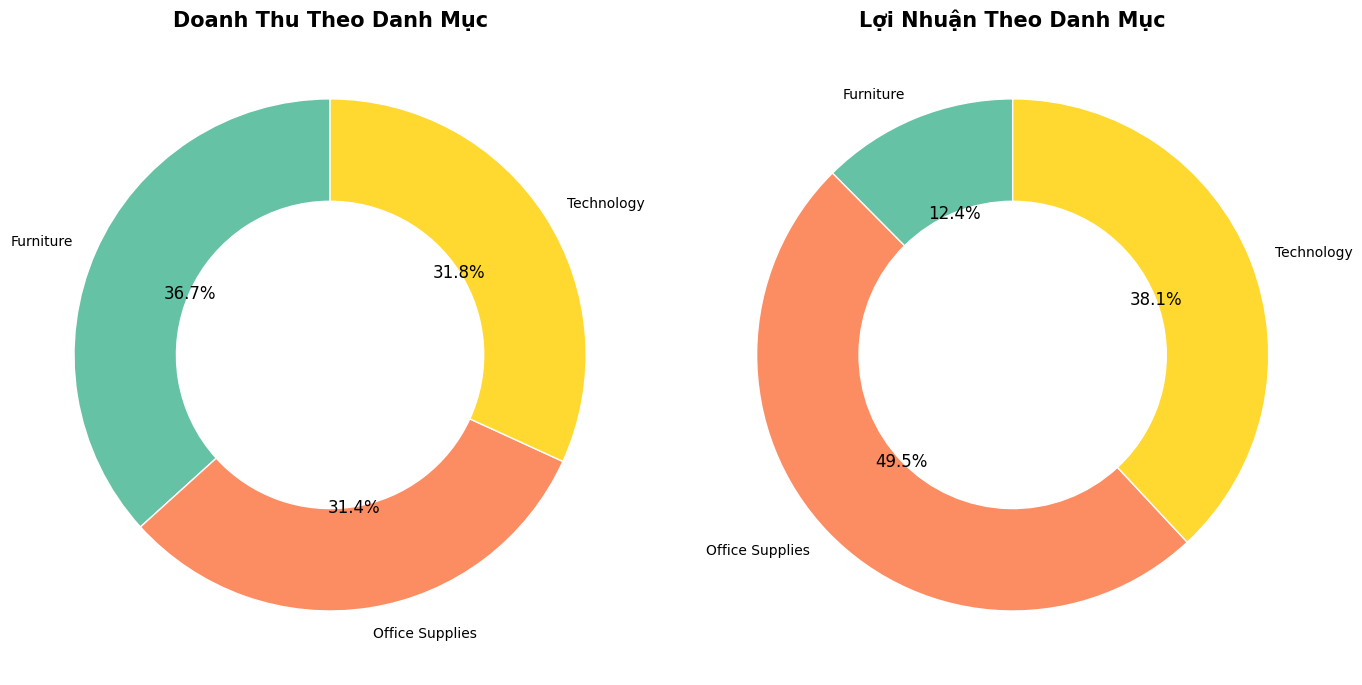 Doanh Thu Theo Danh Mục
Furniture
36.7%
Technology
31.8%
31.4%
Office Supplies
Lợi Nhuận Theo Danh Mục
Furniture
12.4%
Technology
38.1%
49.5%
Office Supplies